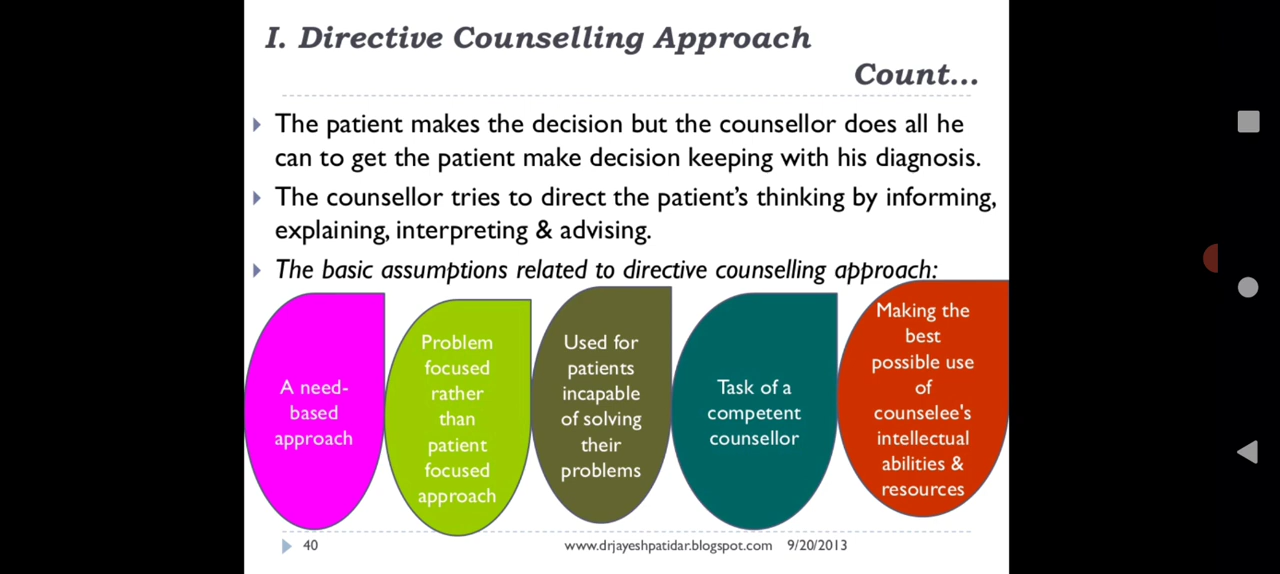 I. Directive Counselling Approach
Count...
The patient makes the decision but the counsellor does all he
can to get the patient make decision keeping with his diagnosis.
The counsellor tries to direct the patient’s thinking by informing,
explaining, interpreting & advising.
The basic assumptions related to directive counselling approach:
A need-
based
approach
Problem
focused
rather
than
patient
focused
approach
Used for
patients
incapable
of solving
their
problems
Task of a
competent
counsellor
Making the
best
possible use
of
counselee's
intellectual
abilities &
resources
40
www.drjayeshpatidar.blogspot.com 9/20/2013